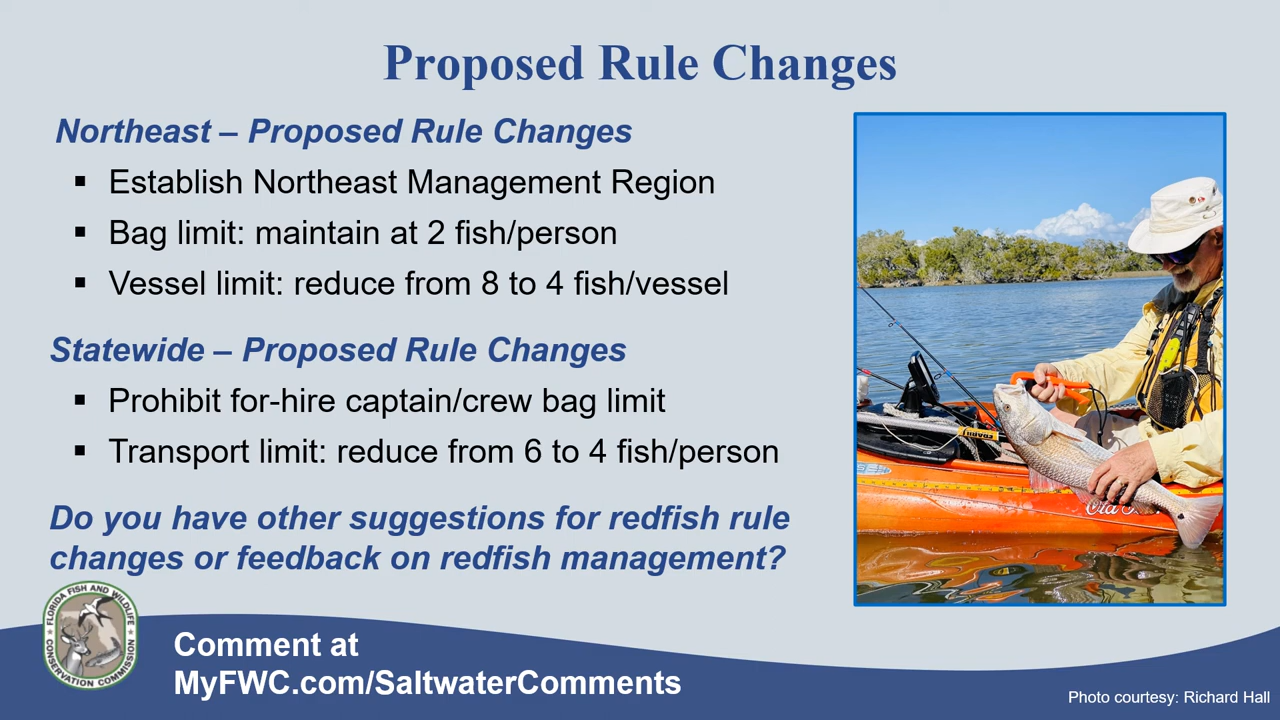 Proposed Rule Changes
Northeast – Proposed Rule Changes
▪ Establish Northeast Management Region
▪ Bag limit: maintain at 2 fish/person
▪ Vessel limit: reduce from 8 to 4 fish/vessel
Statewide – Proposed Rule Changes
▪ Prohibit for-hire captain/crew bag limit
▪ Transport limit: reduce from 6 to 4 fish/person
Do you have other suggestions for redfish rule
changes or feedback on redfish management?
FLORIDA FISH AND WILDLIFE
CONSERVATION COMMISSION
Comment at
MyFWC.com/SaltwaterComments
Photo courtesy: Richard Hall